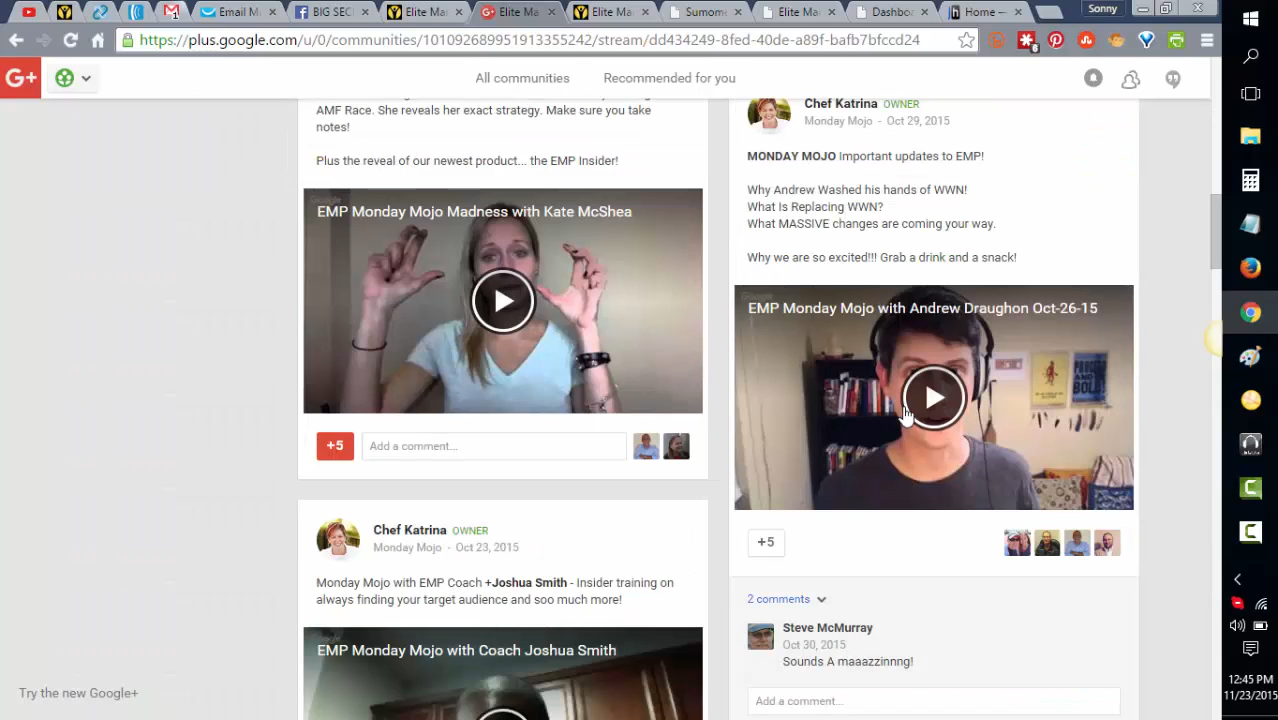 Email M
BIG SEC
Elite Ma
Elite Ma
Elite Ma
Sumome
Elite Mar
Dashboa
Home —
Sonny
https://plus.google.com/u/0/communities/101092689951913355242/stream/dd434249-8fed-40de-a89f-bafb7bfccd24
G+
All communities
Recommended for you
AMF Race. She reveals her exact strategy. Make sure you take
notes!
Plus the reveal of our newest product... the EMP Insider!
EMP Monday Mojo Madness with Kate McShea
+5
Add a comment...
Chef Katrina OWNER
Monday Mojo - Oct 23, 2015
Monday Mojo with EMP Coach +Joshua Smith - Insider training on
always finding your target audience and soo much more!
EMP Monday Mojo with Coach Joshua Smith
Chef Katrina OWNER
Monday Mojo - Oct 29, 2015
MONDAY MOJO Important updates to EMP!
Why Andrew Washed his hands of WWN!
What Is Replacing WWN?
What MASSIVE changes are coming your way.
Why we are so excited!!! Grab a drink and a snack!
EMP Monday Mojo with Andrew Draughon Oct-26-15
+5
2 comments
Steve McMurray
Oct 30, 2015
Sounds A maaazzinnng!
Add a comment...
Try the new Google+
12:45 PM
11/23/2015